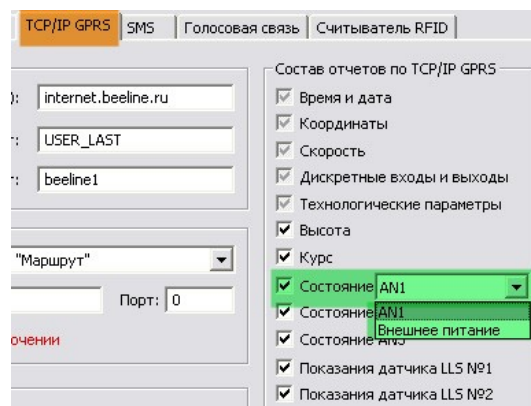 TCP/IP GPRS
SMS
Голосовая связь
Считыватель RFID
Состав отчетов по TCP/IP GPRS
): internet.beeline.ru
Время и дата
Координаты
USER_LAST
Скорость
beeline1
Дискретные входы и выходы
Технологические параметры
Высота
"Маршрут"
Курс
Состояние AN1
Порт: 0
Состояние AN1
Внешнее питание
очении
Состояние AN3
Показания датчика LLS №1
Показания датчика LLS №2